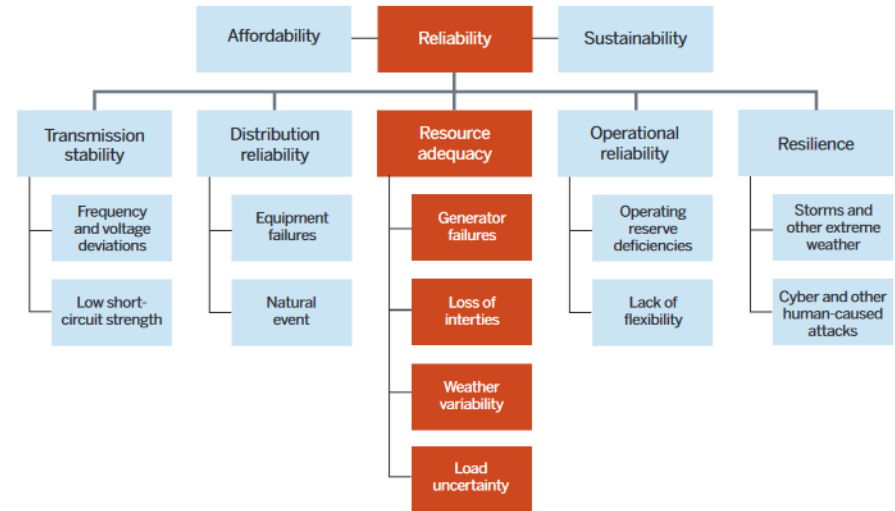 Affordability
Reliability
Sustainability
Transmission
stability
Distribution
reliability
Resource
adequacy
Operational
reliability
Resilience
Frequency
and voltage
deviations
Equipment
failures
Generator
failures
Operating
reserve
deficiencies
Storms and
other extreme
weather
Low short-
circuit strength
Natural
event
Loss of
interties
Lack of
flexibility
Cyber and other
human-caused
attacks
Weather
variability
Load
uncertainty